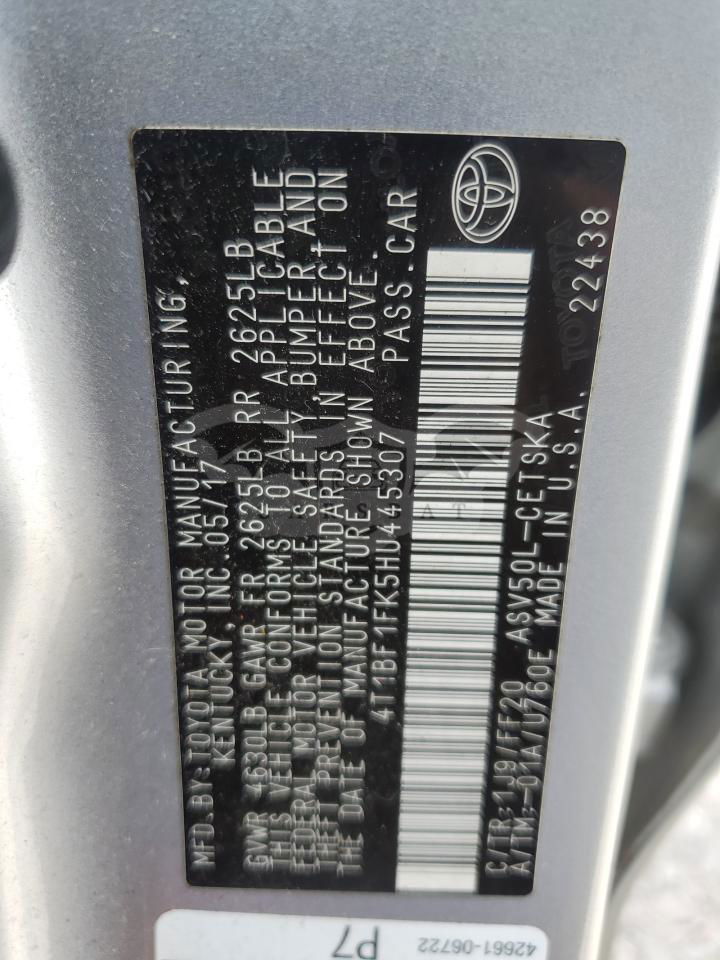 MFD.BY:TOYOTA MOTOR MANUFACTURING,
KENTUCKY, INC.05/17
GVWR 4630LB GAWR FR 2625LB RR 2625LB
THIS VEHICLE CONFORMS TO ALL APPLICABLE
FEDERAL MOTOR VEHICLE SAFETY, BUMPER, AND
THEFT PREVENTION STANDARDS IN EFFECT ON
THE DATE OF MANUFACTURE SHOWN ABOVE.
4T1BF1FK5HU445307 PASS.CAR
C/TR:1J9/FE20 ASV50L-CETSKA
A/TM:-01A/U760E MADE IN U.S.A. 22438
TOYOTA
P7
42661-06722